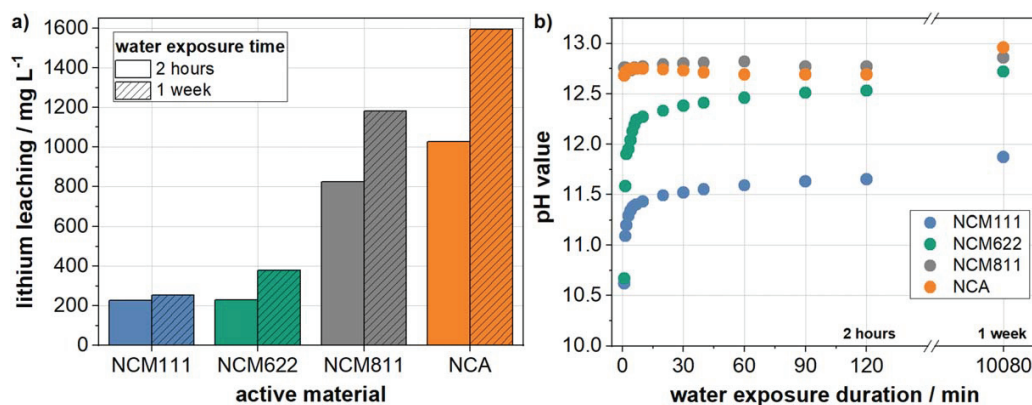 a)
1600
1400
1200
1000
800
600
400
200
0
lithium leaching / mg L⁻¹
water exposure time
2 hours
1 week
NCM111 NCM622 NCM811 NCA
active material
b)
13.0
12.5
12.0
11.5
11.0
10.5
10.0
pH value
NCM111
NCM622
NCM811
NCA
2 hours 1 week
0 30 60 90 120 10080
water exposure duration / min